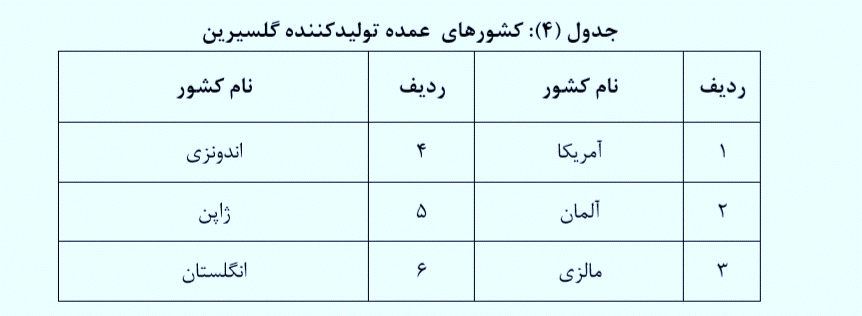 جدول (۴): کشورهای عمده تولیدکننده گلسیرین
ردیف نام کشور ردیف نام کشور
۱ آمریکا ۴ اندونزی
۲ آلمان ۵ ژاپن
۳ مالزی ۶ انگلستان